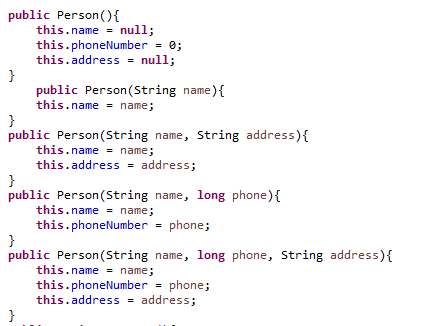 public Person(){
    this.name = null;
    this.phoneNumber = 0;
    this.address = null;
}
    public Person(String name){
    this.name = name;
}
public Person(String name, String address){
    this.name = name;
    this.address = address;
}
public Person(String name, long phone){
    this.name = name;
    this.phoneNumber = phone;
}
public Person(String name, long phone, String address){
    this.name = name;
    this.phoneNumber = phone;
    this.address = address;
}